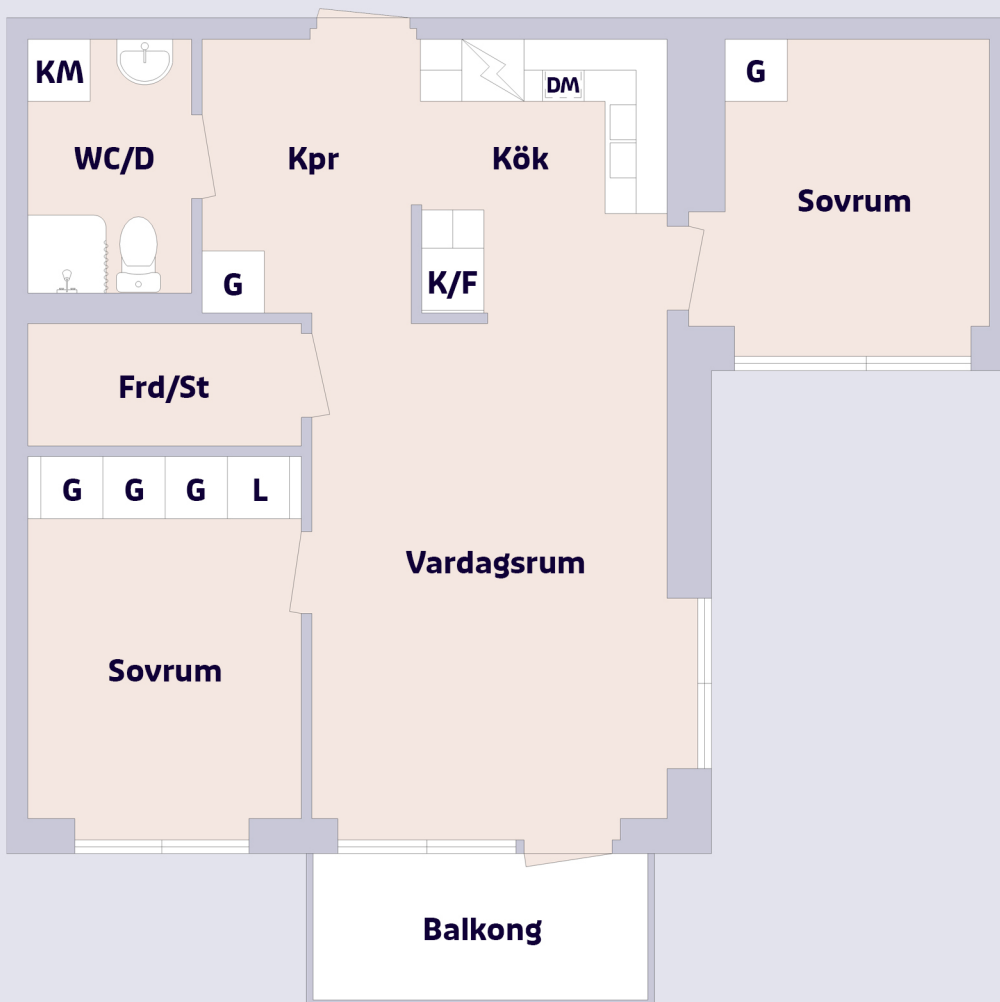 KM
G
DM
WC/D
Kpr
Kök
Sovrum
G
K/F
Frd/St
G
G
G
L
Vardagsrum
Sovrum
Balkong